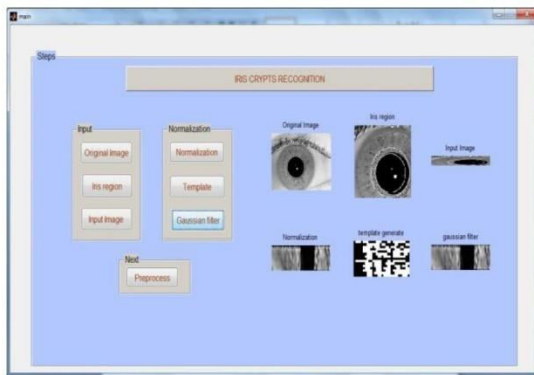 main
Steps
IRIS CRYPTS RECOGNITION
Input
Original Image
Iris region
Input Image
Normalization
Normalization
Template
Gaussian filter
Next
Preprocess
Original Image
Iris region
Input Image
Normalization
template generate
gaussian filter